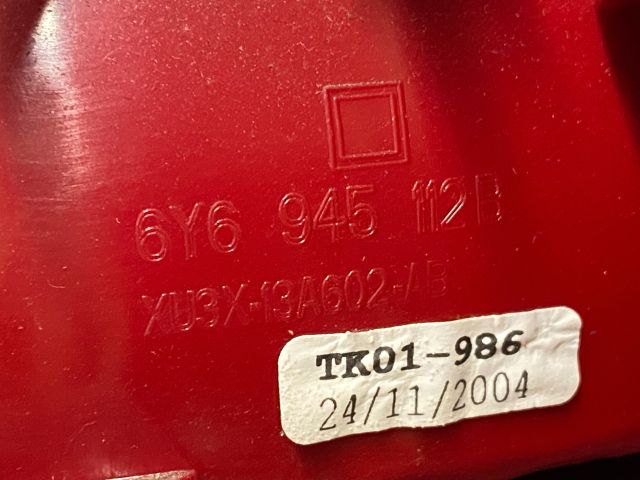 6Y6 945 112B
XU3X-13A602-AB
TK01-986
24/11/2004